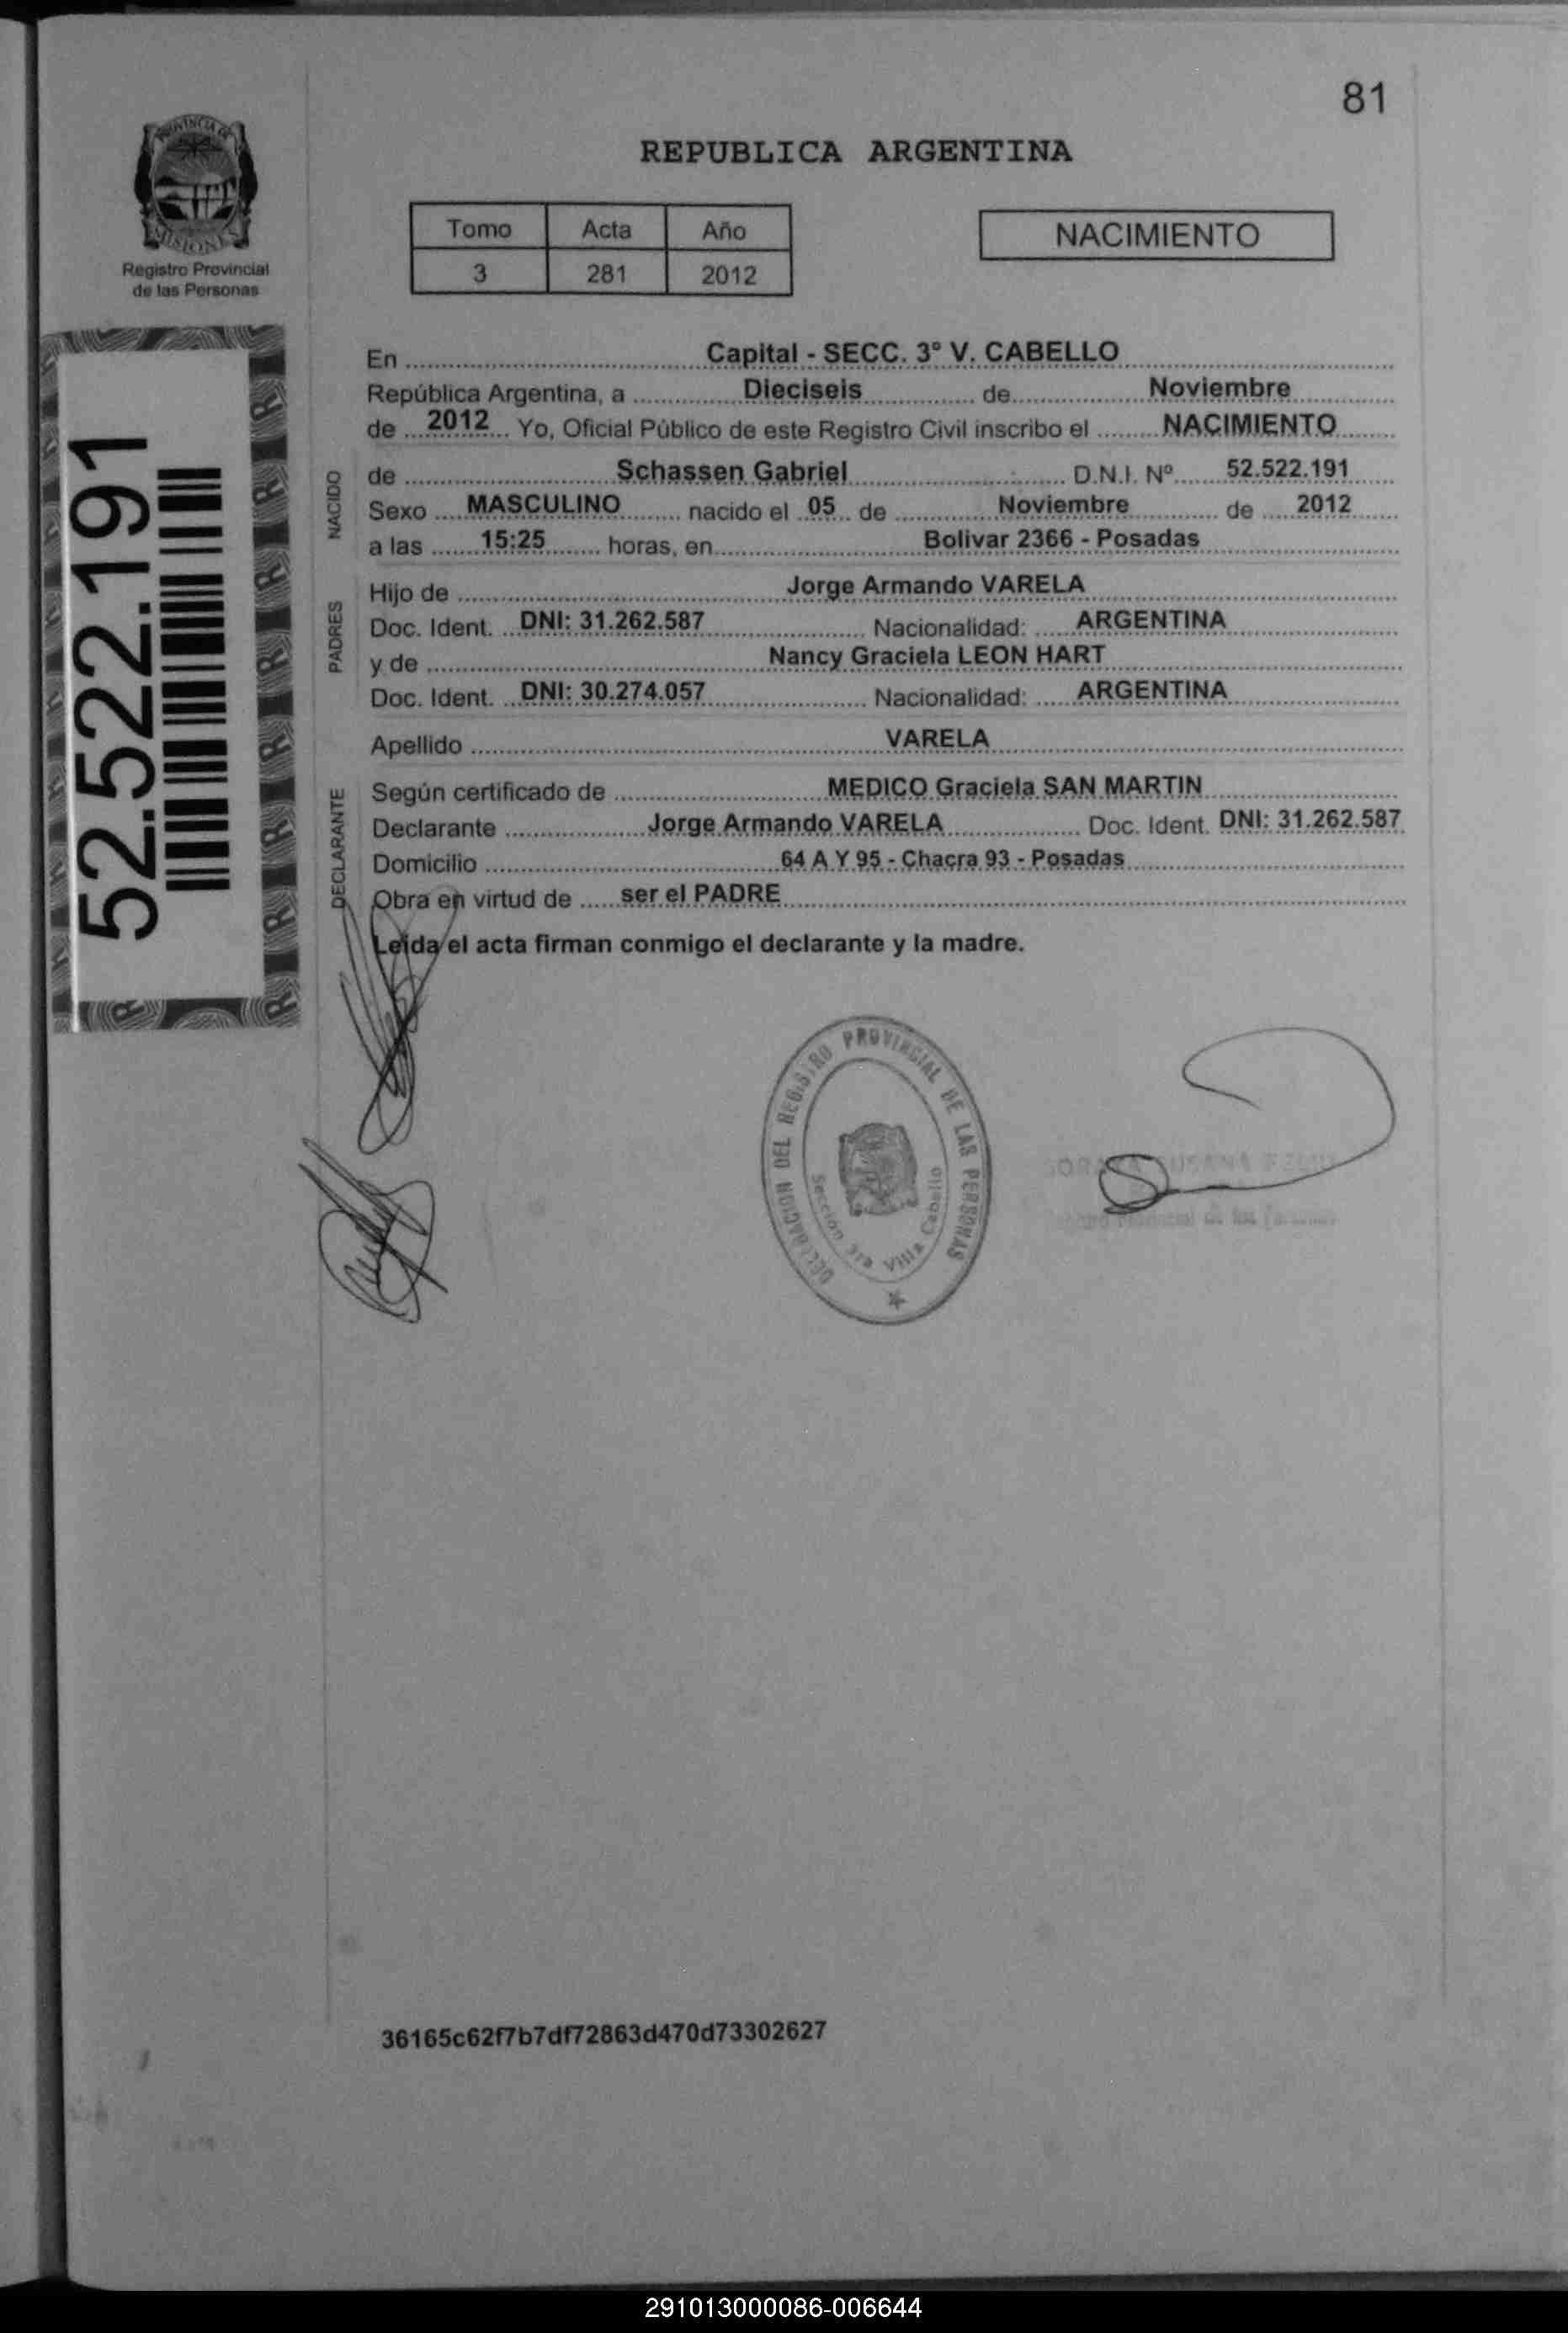 81
PROVINCIA DE
MISIONES
Registro Provincial
de las Personas
REPUBLICA ARGENTINA
Tomo Acta Año
3 281 2012
NACIMIENTO
52.522.191
En Capital - SECC. 3º V. CABELLO
República Argentina, a Dieciseis de Noviembre
de 2012 Yo, Oficial Público de este Registro Civil inscribo el NACIMIENTO
NACIDO
de Schassen Gabriel D.N.I. Nº 52.522.191
Sexo MASCULINO nacido el 05 de Noviembre de 2012
a las 15:25 horas, en Bolivar 2366 - Posadas
PADRES
Hijo de Jorge Armando VARELA
Doc. Ident. DNI: 31.262.587 Nacionalidad: ARGENTINA
y de Nancy Graciela LEON HART
Doc. Ident. DNI: 30.274.057 Nacionalidad: ARGENTINA
Apellido VARELA
DECLARANTE
Según certificado de MEDICO Graciela SAN MARTIN
Declarante Jorge Armando VARELA Doc. Ident. DNI: 31.262.587
Domicilio 64 A Y 95 - Chacra 93 - Posadas
Obra en virtud de ser el PADRE
Leida el acta firman conmigo el declarante y la madre.
DELEGACION DEL REGISTRO PROVINCIAL DE LAS PERSONAS
Sección 3ra Villa Cabello
36165c62f7b7df72863d470d73302627
291013000086-006644